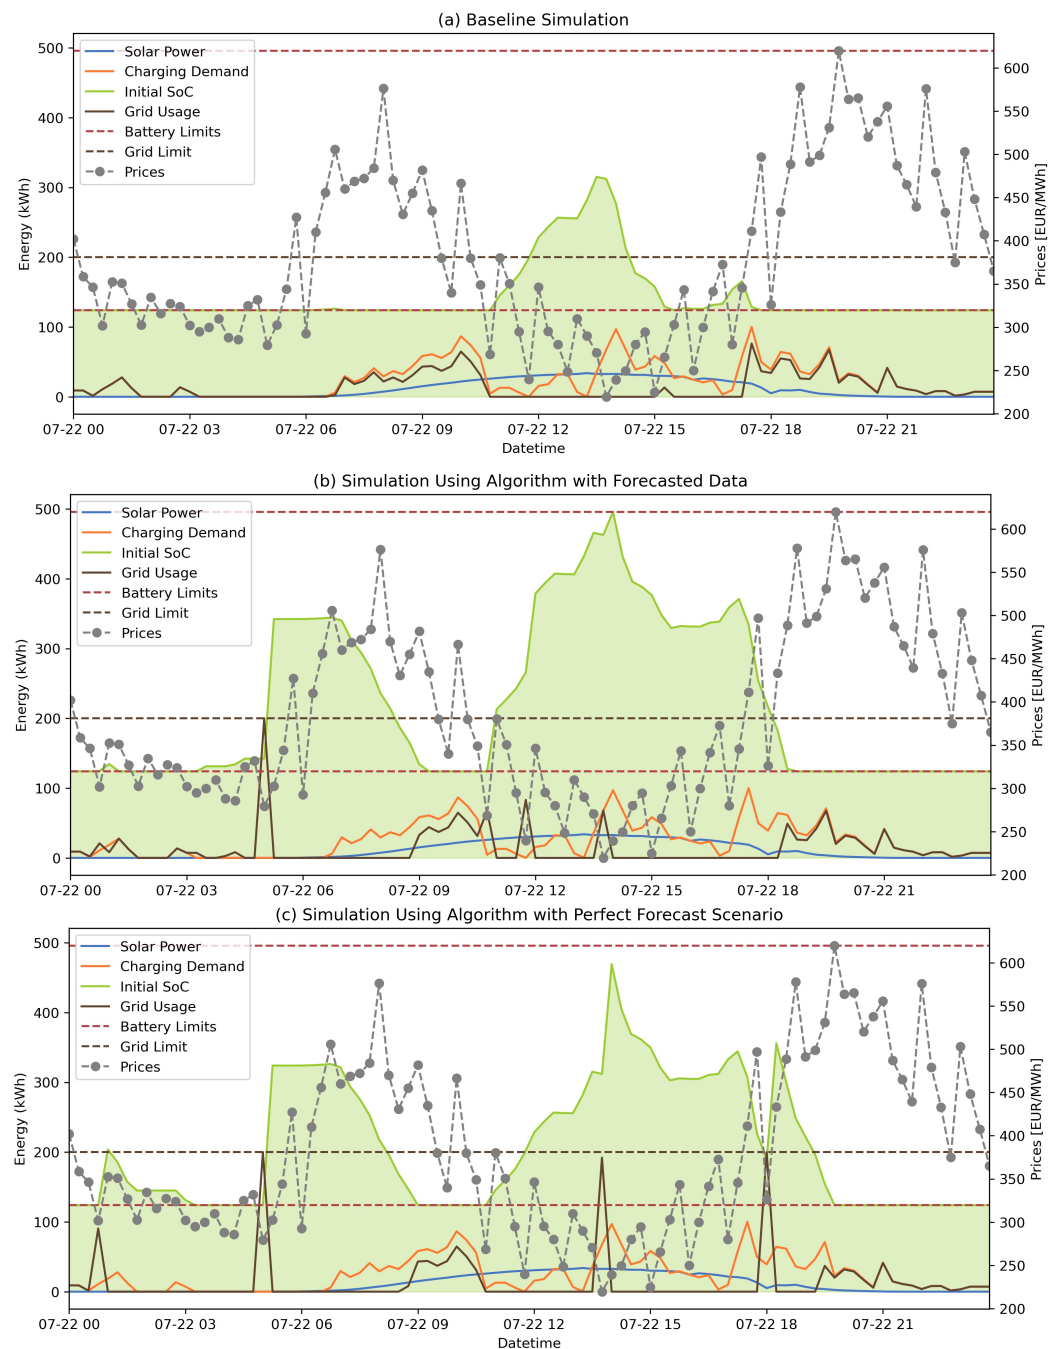 (a) Baseline Simulation
Solar Power
Charging Demand
Initial SoC
Grid Usage
Battery Limits
Grid Limit
Prices
500
400
300
200
100
0
Energy (kWh)
600
550
500
450
400
350
300
250
200
Prices [EUR/MWh]
07-22 00 07-22 03 07-22 06 07-22 09 07-22 12 07-22 15 07-22 18 07-22 21
Datetime
(b) Simulation Using Algorithm with Forecasted Data
Solar Power
Charging Demand
Initial SoC
Grid Usage
Battery Limits
Grid Limit
Prices
500
400
300
200
100
0
Energy (kWh)
600
550
500
450
400
350
300
250
200
Prices [EUR/MWh]
07-22 00 07-22 03 07-22 06 07-22 09 07-22 12 07-22 15 07-22 18 07-22 21
(c) Simulation Using Algorithm with Perfect Forecast Scenario
Solar Power
Charging Demand
Initial SoC
Grid Usage
Battery Limits
Grid Limit
Prices
500
400
300
200
100
0
Energy (kWh)
600
550
500
450
400
350
300
250
200
Prices [EUR/MWh]
07-22 00 07-22 03 07-22 06 07-22 09 07-22 12 07-22 15 07-22 18 07-22 21
Datetime